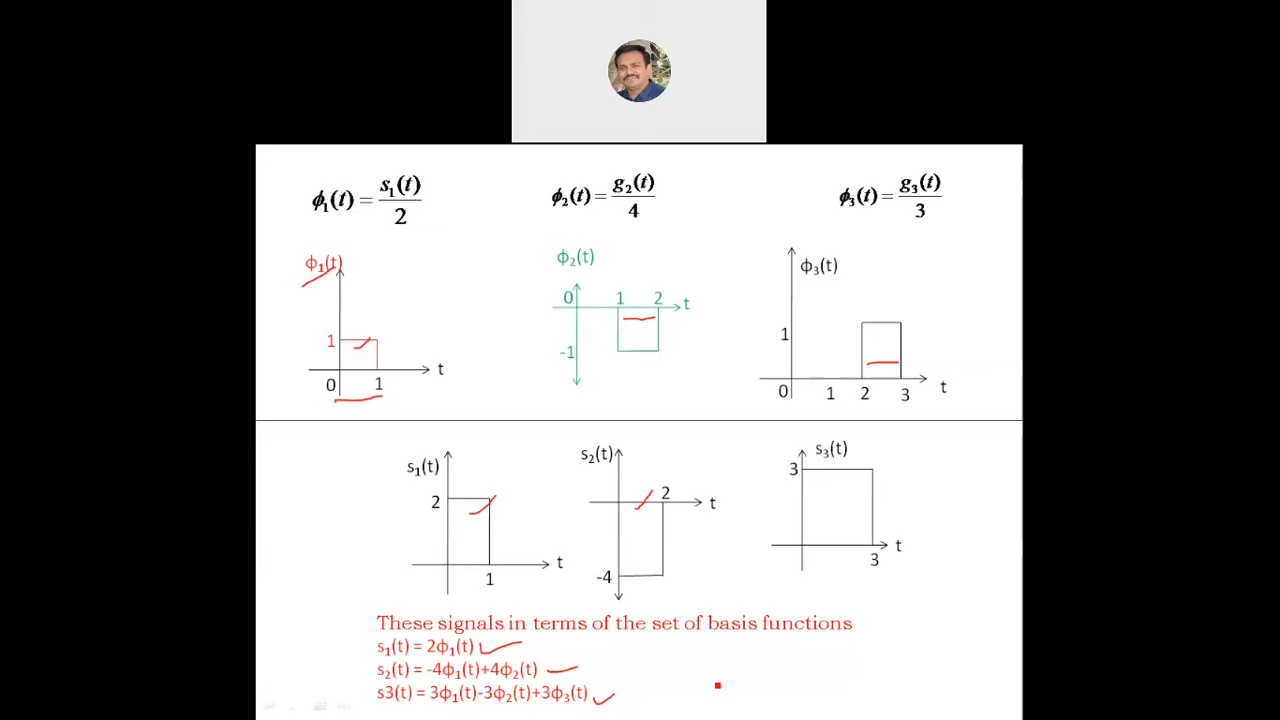 ϕ₁(t) = s₁(t)/2
ϕ₂(t) = g₂(t)/4
ϕ₃(t) = g₃(t)/3
ϕ₁(t)
1
0 1 t
ϕ₂(t)
0 1 2 t
-1
ϕ₃(t)
1
0 1 2 3 t
s₁(t)
2
1 t
s₂(t)
2 t
-4
s₃(t)
3
3 t
These signals in terms of the set of basis functions
s₁(t) = 2ϕ₁(t)
s₂(t) = -4ϕ₁(t)+4ϕ₂(t)
s3(t) = 3ϕ₁(t)-3ϕ₂(t)+3ϕ₃(t)